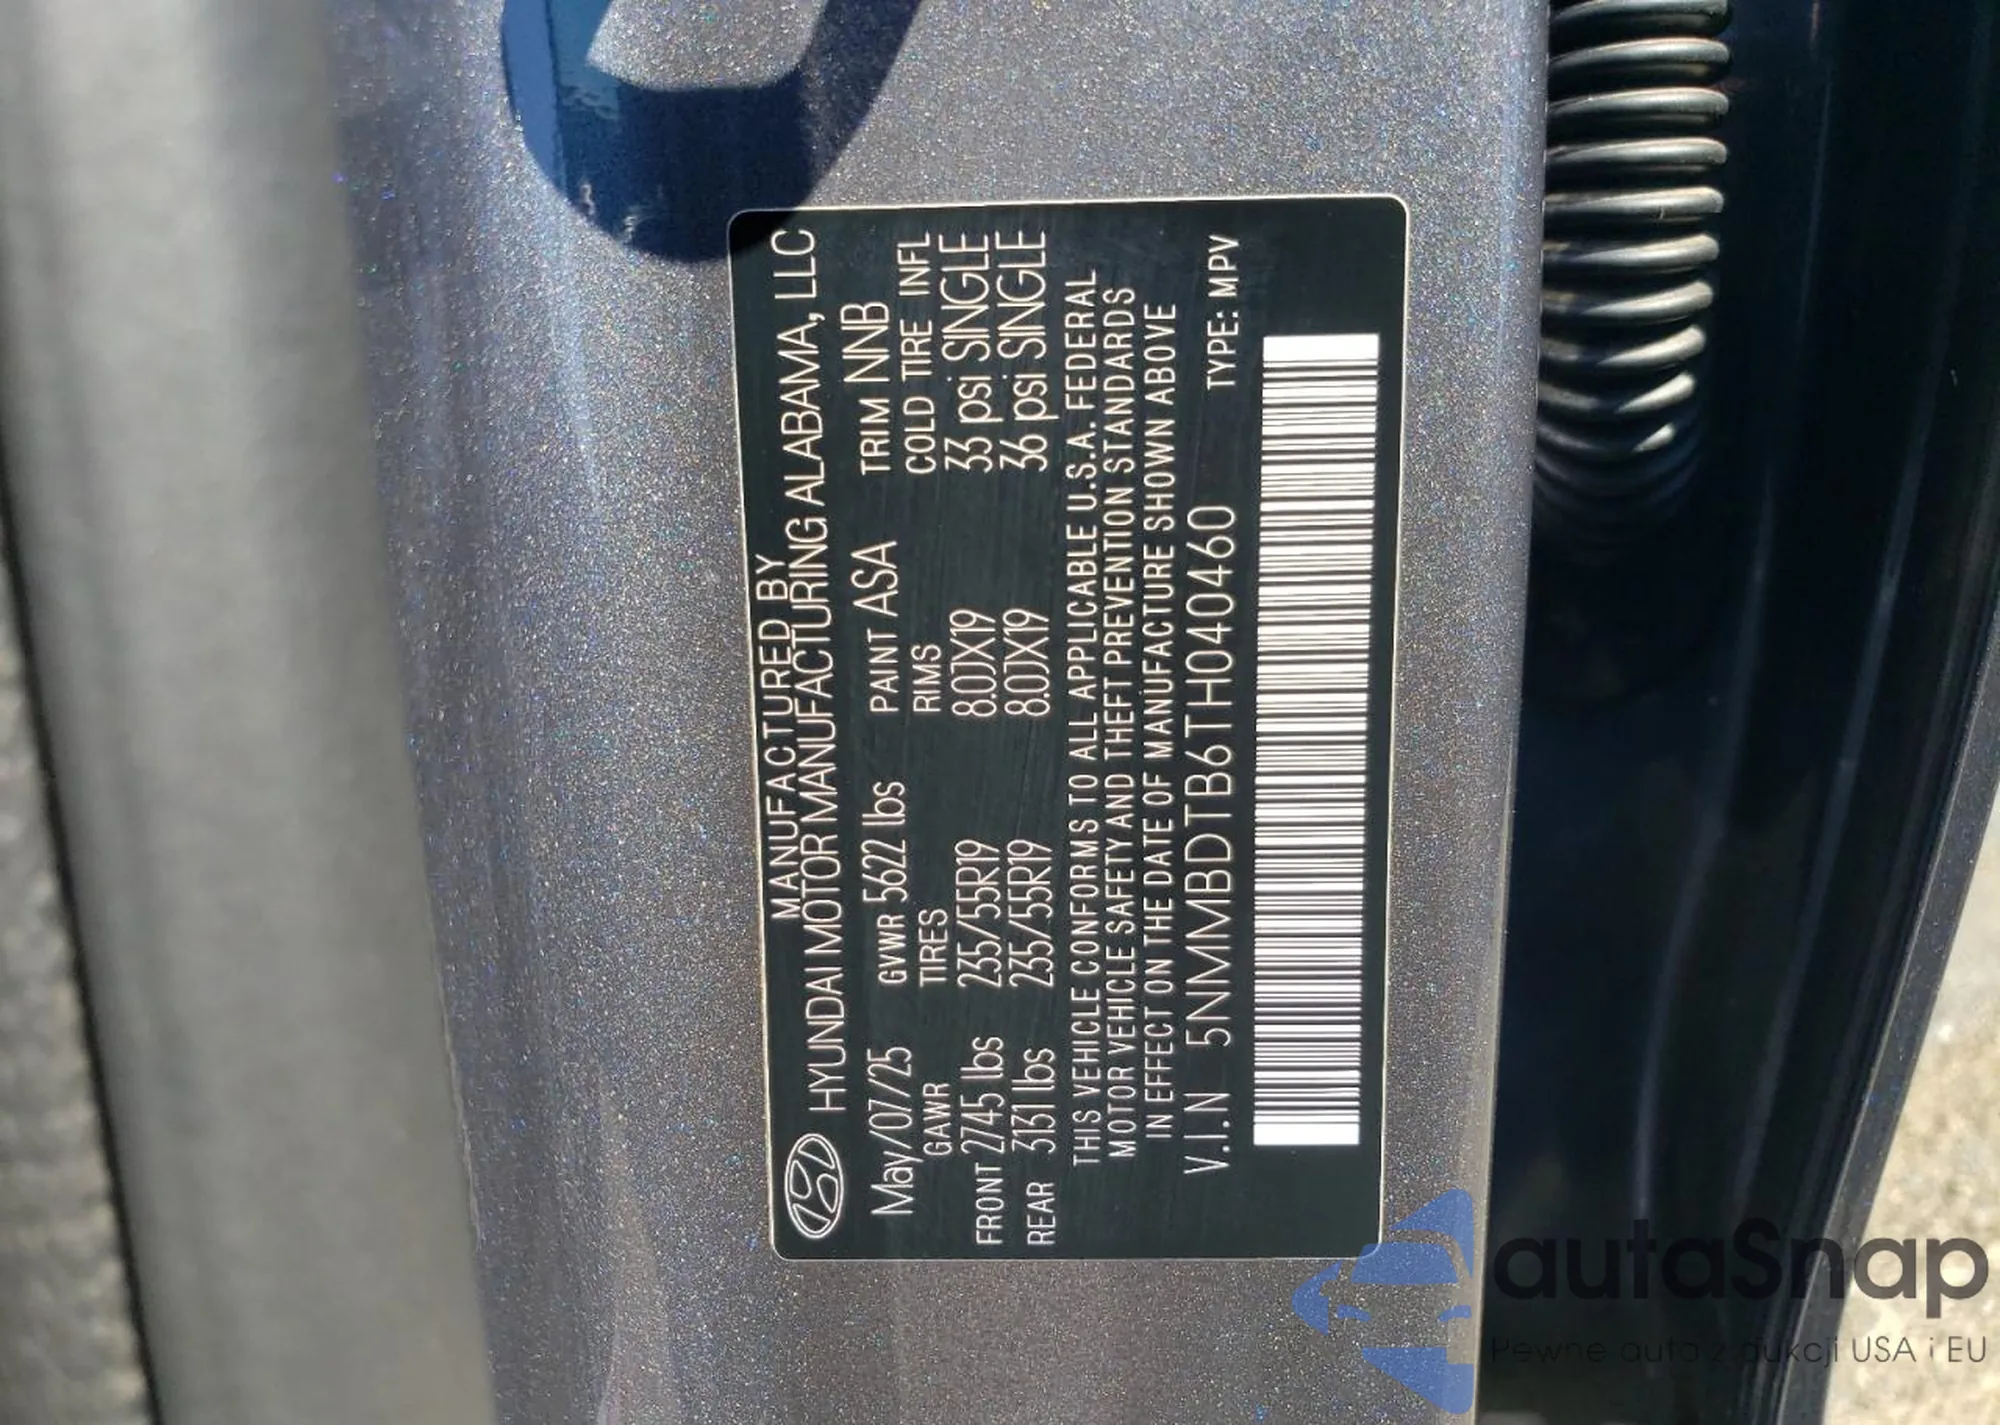 MANUFACTURED BY
HYUNDAI MOTOR MANUFACTURING ALABAMA, LLC
May/07/25 GVWR 5622 lbs PAINT ASA TRIM NNB
GAWR TIRES RIMS COLD TIRE INFL
FRONT 2745 lbs 235/55R19 8.0JX19 33 psi SINGLE
REAR 3131 lbs 235/55R19 8.0JX19 36 psi SINGLE
THIS VEHICLE CONFORMS TO ALL APPLICABLE U.S.A. FEDERAL
MOTOR VEHICLE SAFETY AND THEFT PREVENTION STANDARDS
IN EFFECT ON THE DATE OF MANUFACTURE SHOWN ABOVE
V.I.N 5NMMBDTB6TH040460 TYPE: MPV
autaSnap
Pewne auta z aukcji USA i EU